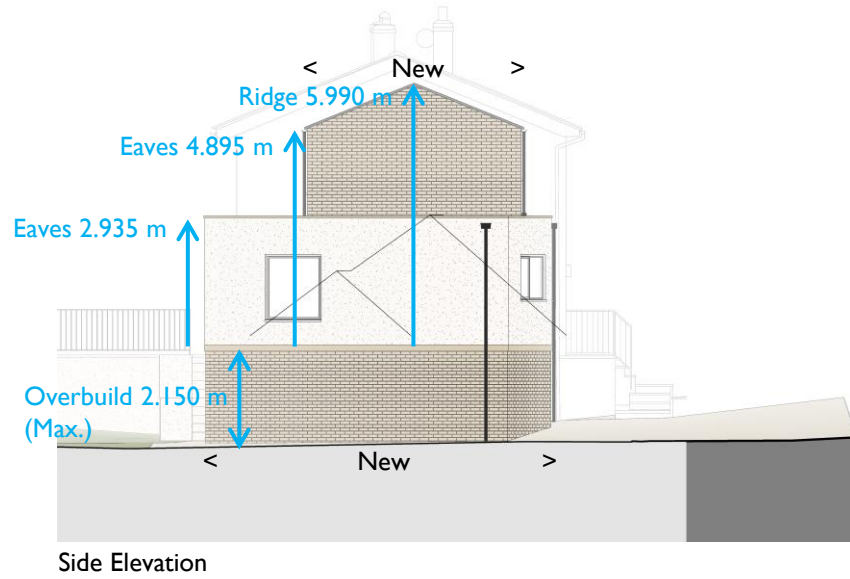 < New >
Ridge 5.990 m
Eaves 4.895 m
Eaves 2.935 m
Overbuild 2.150 m
(Max.)
< New >
Side Elevation